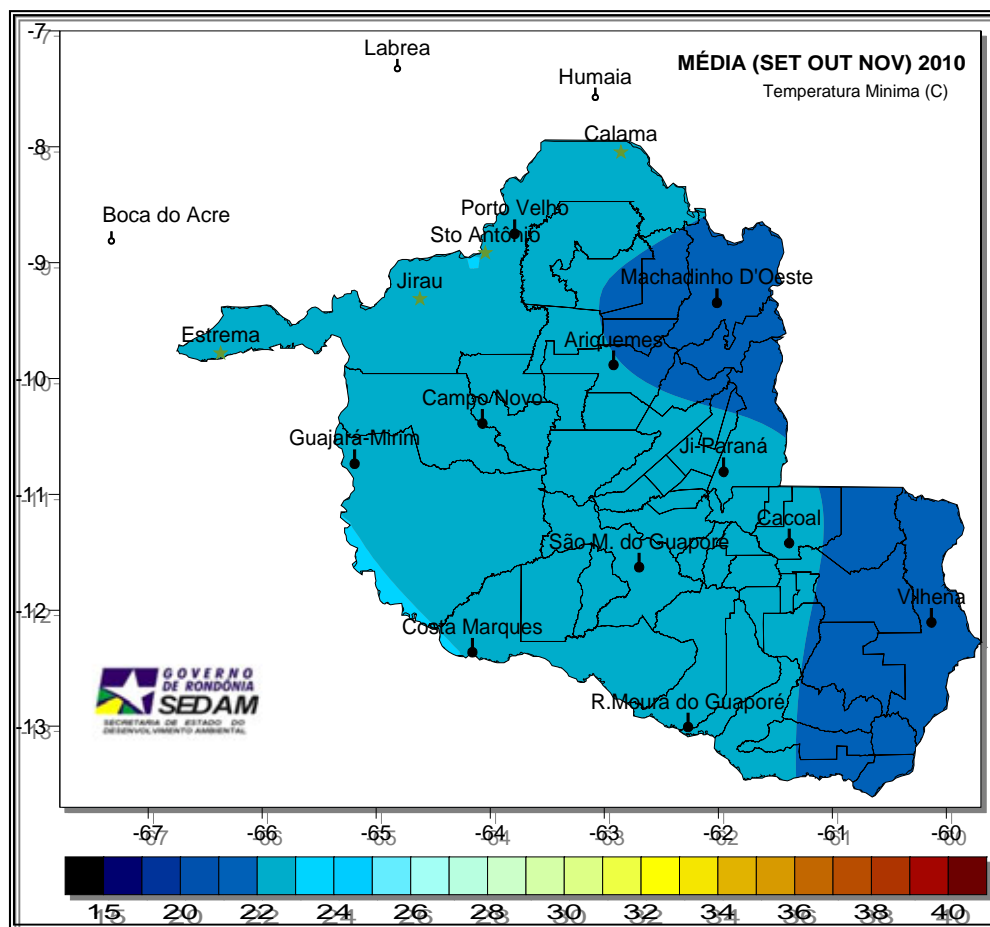 MÉDIA (SET OUT NOV) 2010
Temperatura Minima (C)
-7
-8
-9
-10
-11
-12
-13
Labrea
Humaia
Calama
Boca do Acre
Porto Velho
Sto Antônio
Jirau
Machadinho D'Oeste
Estrema
Ariquemes
Campo Novo
Guajará-Mirim
Ji-Paraná
Cacoal
São M. do Guaporé
Vilhena
Costa Marques
R.Moura do Guaporé
GOVERNO
DE RONDÔNIA
SEDAM
SECRETARIA DE ESTADO DO
DESENVOLVIMENTO AMBIENTAL
-67 -66 -65 -64 -63 -62 -61 -60
15 20 22 24 26 28 30 32 34 36 38 40